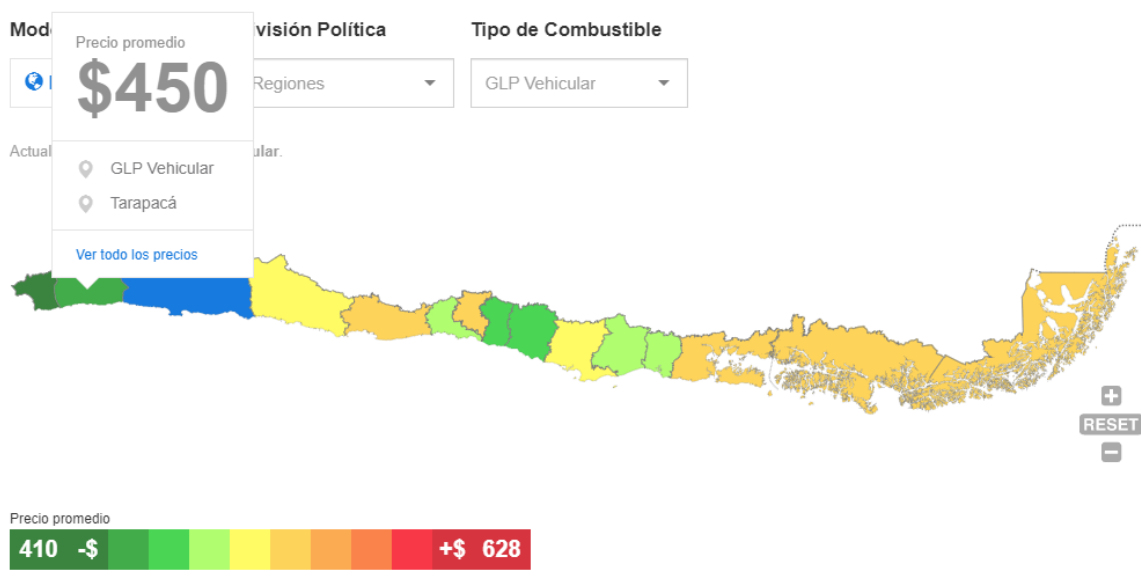 Mod
ivisión Política
Tipo de Combustible
Precio promedio
$450
Regiones
GLP Vehicular
Actual
ular.
GLP Vehicular
Tarapacá
Ver todo los precios
+
RESET
−
Precio promedio
410 -$ +$ 628